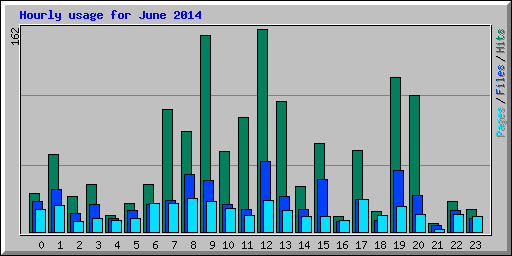 Hourly usage for June 2014
162
Pages / Files / Hits
0 1 2 3 4 5 6 7 8 9 10 11 12 13 14 15 16 17 18 19 20 21 22 23